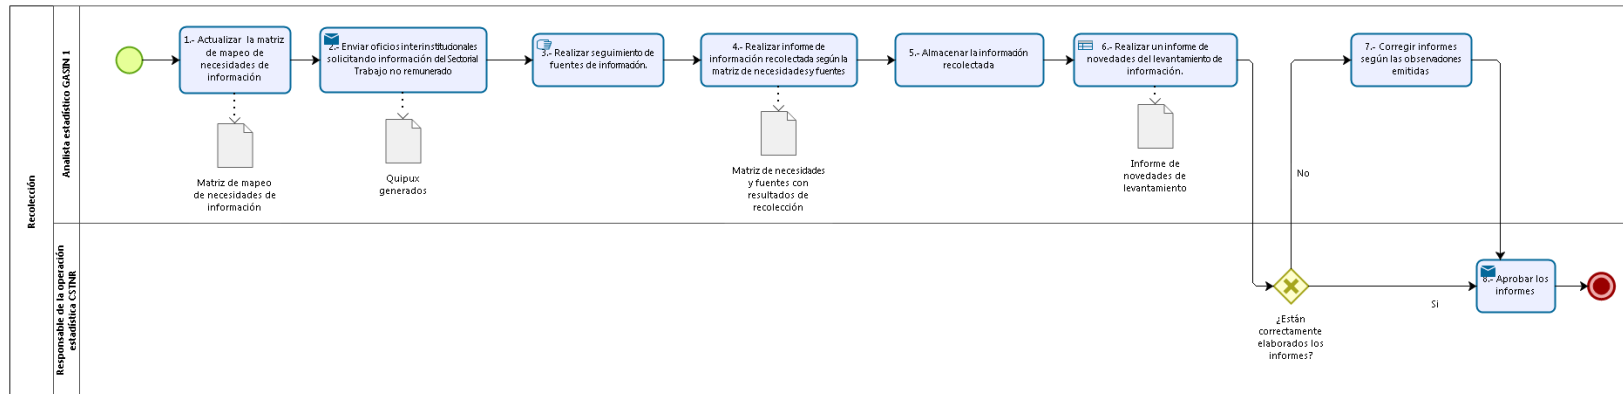 Recolección
Analista estadístico GASIN 1
1.- Actualizar la matriz
de mapeo de
necesidades de
información
2.- Enviar oficios interinstitucionales
solicitando información del Sectorial
Trabajo no remunerado
3.- Realizar seguimiento de
fuentes de información.
4.- Realizar informe de
información recolectada según la
matriz de necesidades y fuentes
5.- Almacenar la información
recolectada
6.- Realizar un informe de
novedades del levantamiento
de información.
7.- Corregir informes
según las observaciones
emitidas
Matriz de mapeo
de necesidades de
información
Quipux
generados
Matriz de necesidades
y fuentes con
resultados de
recolección
Informe de
novedades de
levantamiento
No
Responsable de la operación
estadística CSTNR
¿Están
correctamente
elaborados los
informes?
Si
8.- Aprobar los
informes